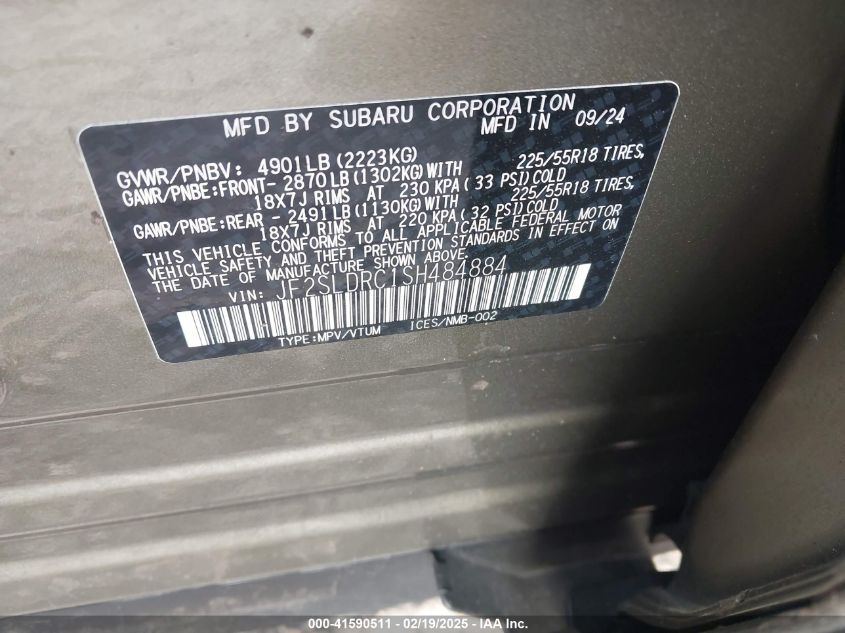 MFD BY SUBARU CORPORATION
MFD IN 09/24
GVWR/PNBV: 4901LB(2223KG)
GAWR/PNBE:FRONT- 2870LB(1302KG)WITH 225/55R18 TIRES,
18X7J RIMS AT 230 KPA(33 PSI)COLD
GAWR/PNBE:REAR - 2491LB(1130KG)WITH 225/55R18 TIRES,
18X7J RIMS AT 220 KPA(32 PSI)COLD
THIS VEHICLE CONFORMS TO ALL APPLICABLE FEDERAL MOTOR
VEHICLE SAFETY AND THEFT PREVENTION STANDARDS IN EFFECT ON
THE DATE OF MANUFACTURE SHOWN ABOVE.
VIN: JF2SLDRC1SH484884
TYPE:MPV/VTUM ICES/NMB-002
000-41590511 - 02/19/2025 - IAA Inc.